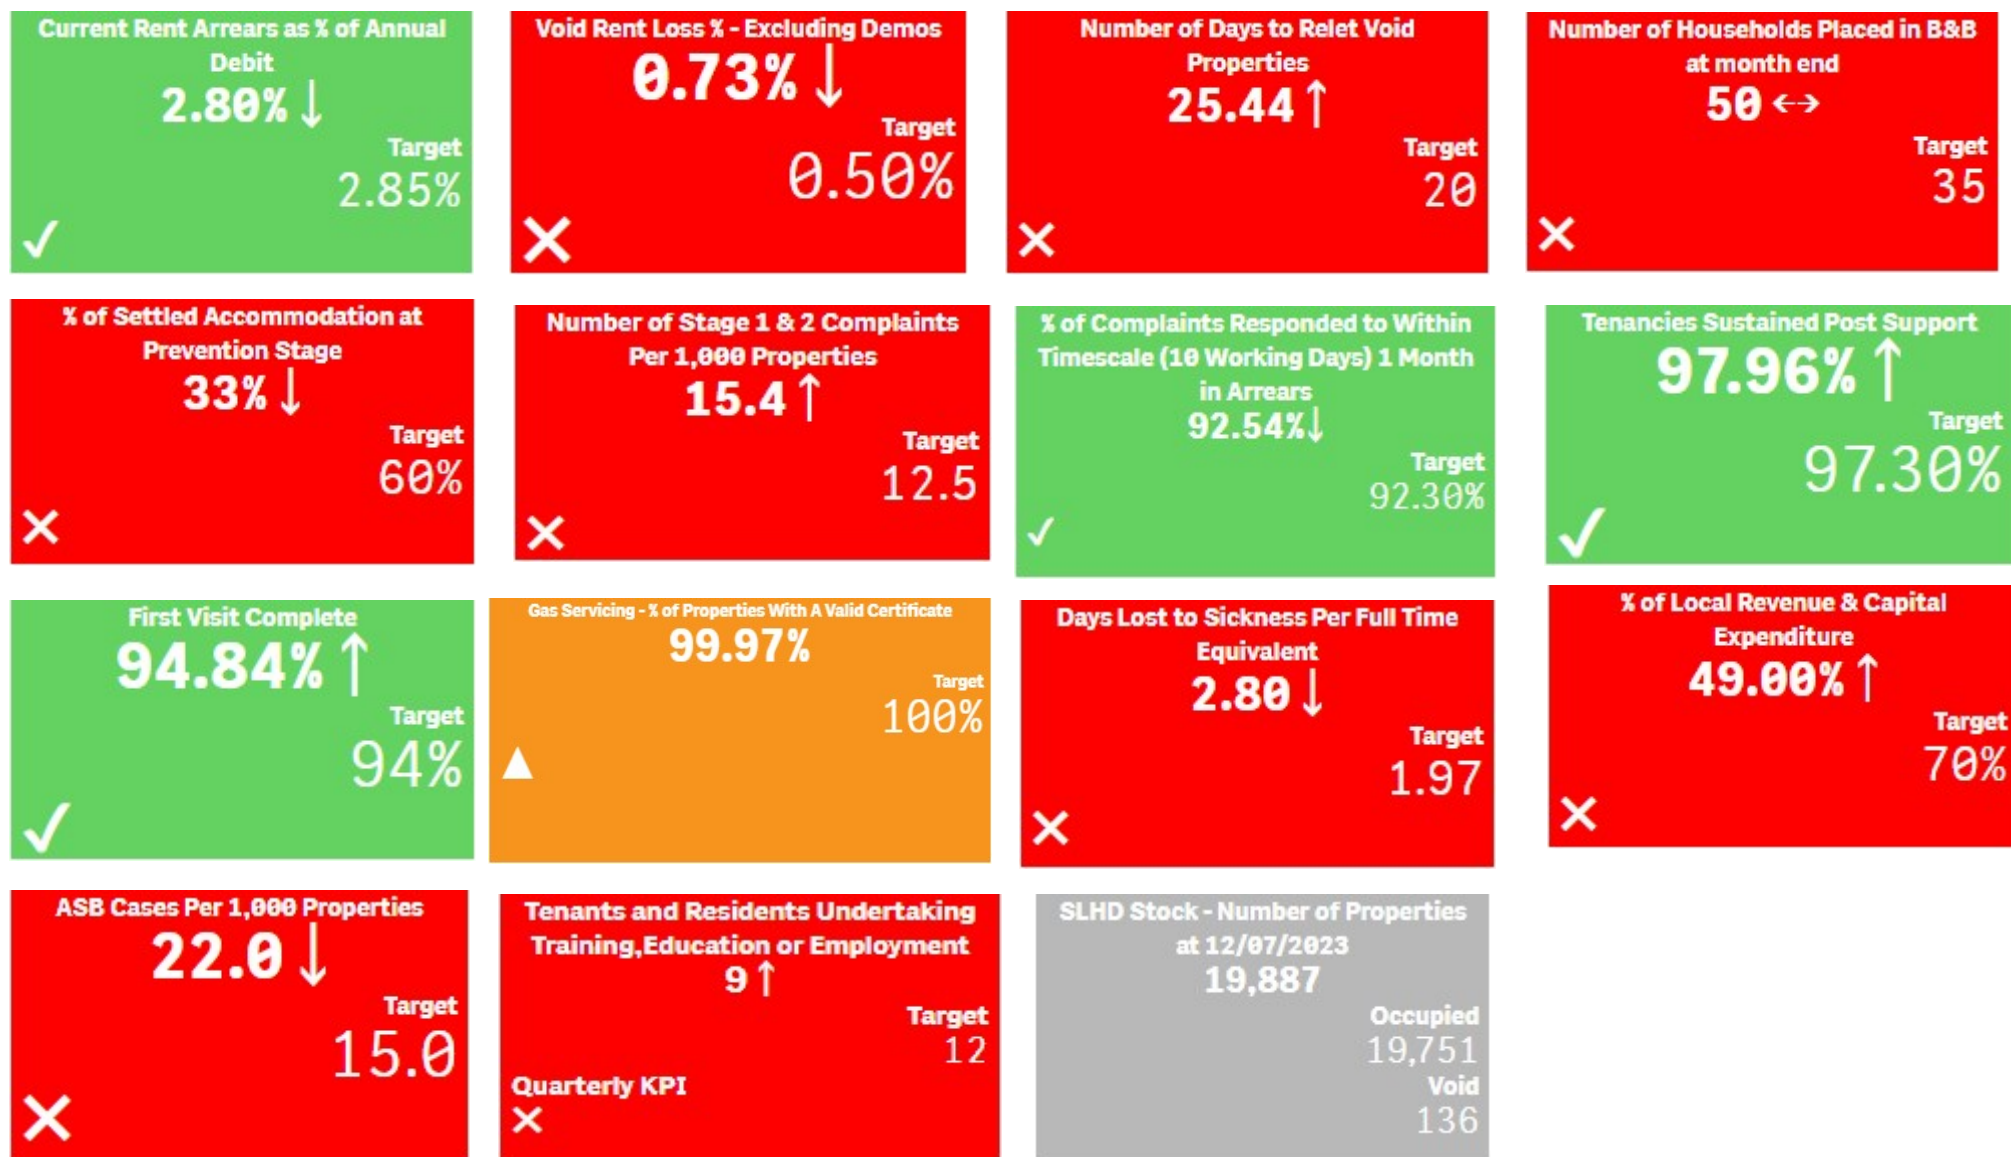 Current Rent Arrears as % of Annual
Debit
2.80% ↓
Target
2.85%
✓
Void Rent Loss % - Excluding Demos
0.73% ↓
Target
0.50%
✕
Number of Days to Relet Void
Properties
25.44 ↑
Target
20
✕
Number of Households Placed in B&B
at month end
50 ↔
Target
35
✕
% of Settled Accommodation at
Prevention Stage
33% ↓
Target
60%
✕
Number of Stage 1 & 2 Complaints
Per 1,000 Properties
15.4 ↑
Target
12.5
✕
% of Complaints Responded to Within
Timescale (10 Working Days) 1 Month
in Arrears
92.54%↓
Target
92.30%
✓
Tenancies Sustained Post Support
97.96% ↑
Target
97.30%
✓
First Visit Complete
94.84% ↑
Target
94%
✓
Gas Servicing - % of Properties With A Valid Certificate
99.97%
Target
100%
▲
Days Lost to Sickness Per Full Time
Equivalent
2.80 ↓
Target
1.97
✕
% of Local Revenue & Capital
Expenditure
49.00% ↑
Target
70%
✕
ASB Cases Per 1,000 Properties
22.0 ↓
Target
15.0
✕
Tenants and Residents Undertaking
Training,Education or Employment
9 ↑
Target
12
Quarterly KPI
✕
SLHD Stock - Number of Properties
at 12/07/2023
19,887
Occupied
19,751
Void
136